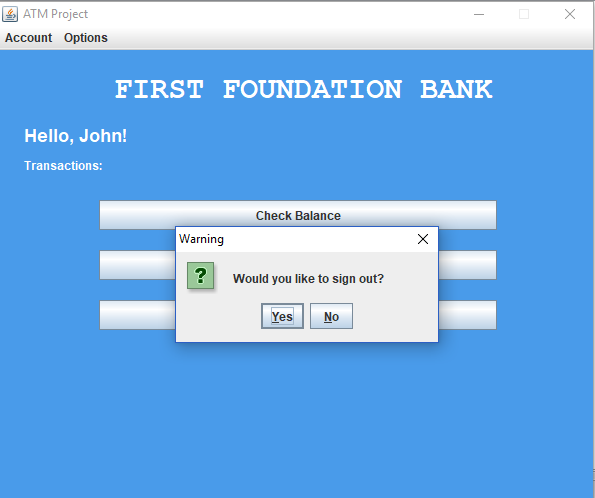 ATM Project
Account Options
FIRST FOUNDATION BANK
Hello, John!
Transactions:
Check Balance
Warning
?
Would you like to sign out?
Yes No